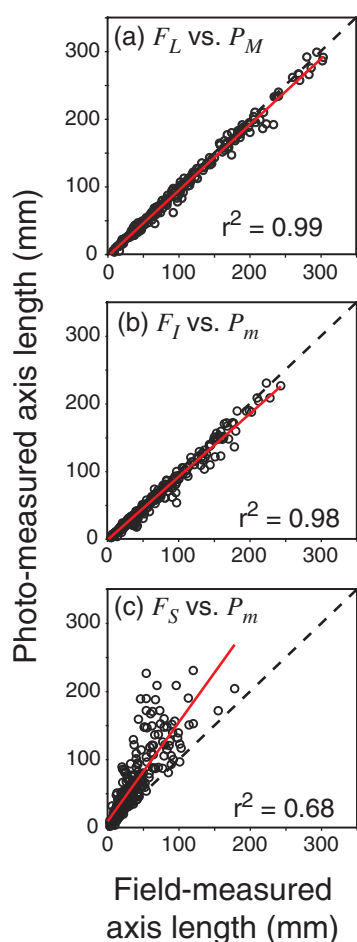 Photo-measured axis length (mm)
(a) F_L vs. P_M
300
200
100
0
r² = 0.99
0 100 200 300
(b) F_I vs. P_m
300
200
100
0
r² = 0.98
0 100 200 300
(c) F_S vs. P_m
300
200
100
0
r² = 0.68
0 100 200 300
Field-measured
axis length (mm)